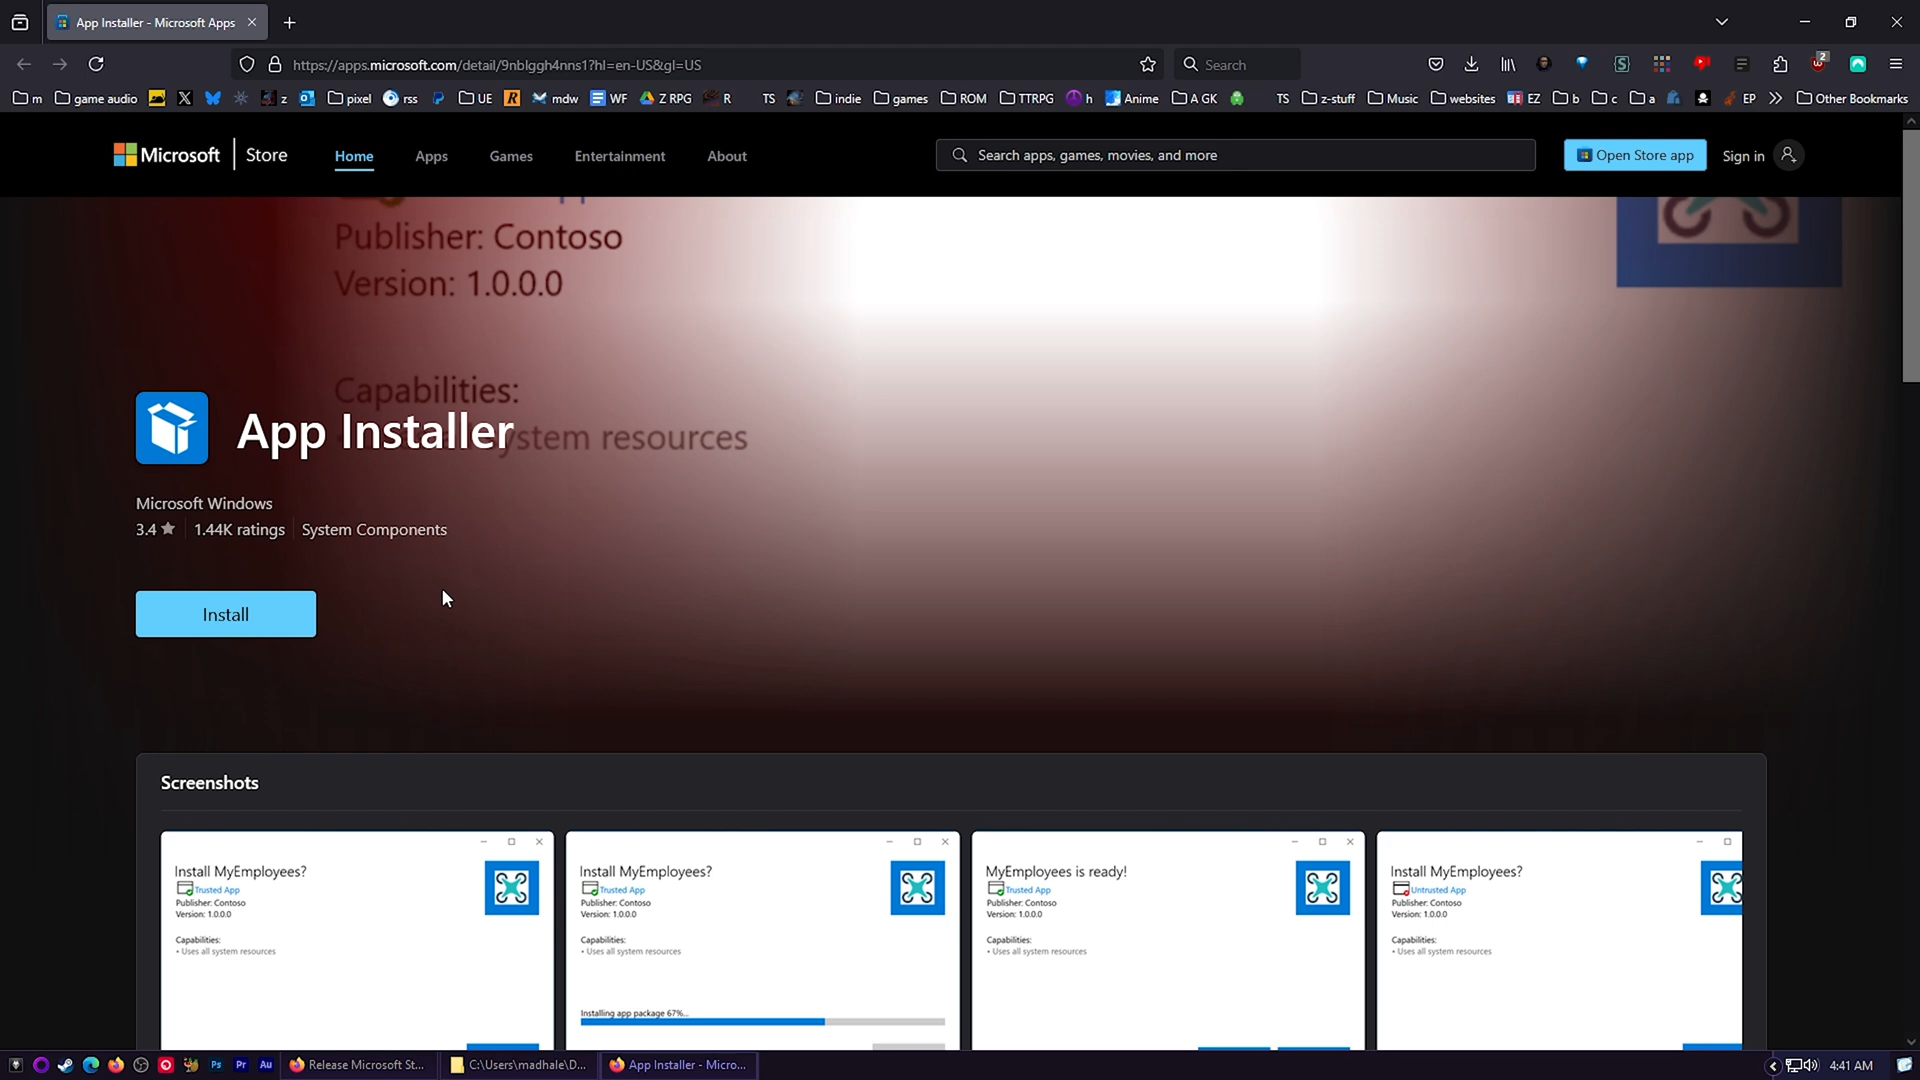 App Installer - Microsoft Apps
https://apps.microsoft.com/detail/9nblggh4nns1?hl=en-US&gl=US
Search
2
m
game audio
z
pixel
rss
UE
mdw
WF
Z RPG
R
TS
indie
games
ROM
TTRPG
h
Anime
A GK
TS
z-stuff
Music
websites
EZ
b
c
a
EP
Other Bookmarks
Microsoft
Store
Home
Apps
Games
Entertainment
About
Search apps, games, movies, and more
Open Store app
Sign in
Publisher: Contoso
Version: 1.0.0.0
Capabilities:
App Installer
ystem resources
Microsoft Windows
3.4 ★ 1.44K ratings System Components
Install
Screenshots
Install MyEmployees?
Trusted App
Publisher: Contoso
Version: 1.0.0.0
Capabilities:
• Uses all system resources
Install MyEmployees?
Trusted App
Publisher: Contoso
Version: 1.0.0.0
Capabilities:
• Uses all system resources
Installing app package 67%...
MyEmployees is ready!
Trusted App
Publisher: Contoso
Version: 1.0.0.0
Capabilities:
• Uses all system resources
Install MyEmployees?
Untrusted App
Publisher: Contoso
Version: 1.0.0.0
Capabilities:
• Uses all system resources
Ps
Pr
Au
Release Microsoft St...
C:\Users\madhale\D...
App Installer - Micro...
4:41 AM